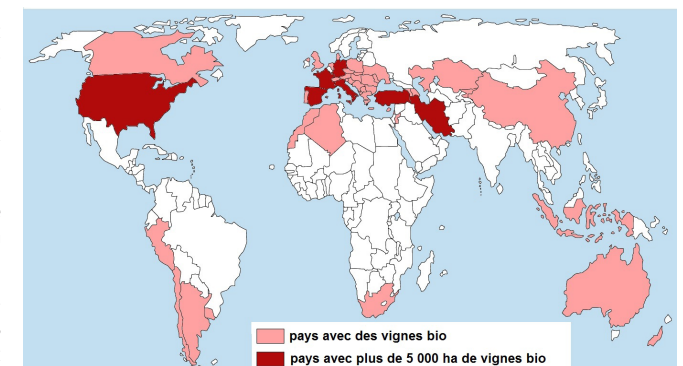 pays avec des vignes bio
pays avec plus de 5 000 ha de vignes bio